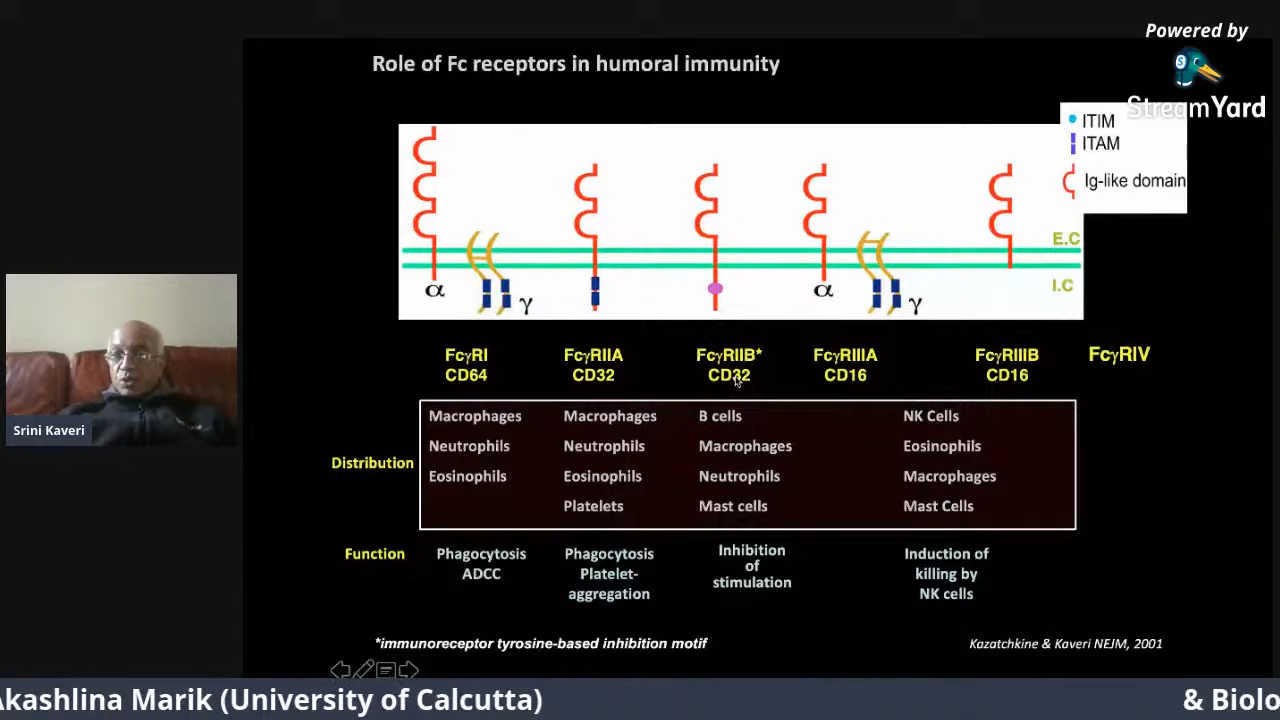 Powered by
StreamYard
Role of Fc receptors in humoral immunity
ITIM
ITAM
Ig-like domain
E.C
I.C
α
γ
α
γ
FcγRI
CD64
FcγRIIA
CD32
FcγRIIB*
CD32
FcγRIIIA
CD16
FcγRIIIB
CD16
FcγRIV
Distribution
Macrophages
Neutrophils
Eosinophils
Macrophages
Neutrophils
Eosinophils
Platelets
B cells
Macrophages
Neutrophils
Mast cells
NK Cells
Eosinophils
Macrophages
Mast Cells
Function
Phagocytosis
ADCC
Phagocytosis
Platelet-
aggregation
Inhibition
of
stimulation
Induction of
killing by
NK cells
*immunoreceptor tyrosine-based inhibition motif
Kazatchkine & Kaveri NEJM, 2001
Srini Kaveri
Akashlina Marik (University of Calcutta)
& Biolo